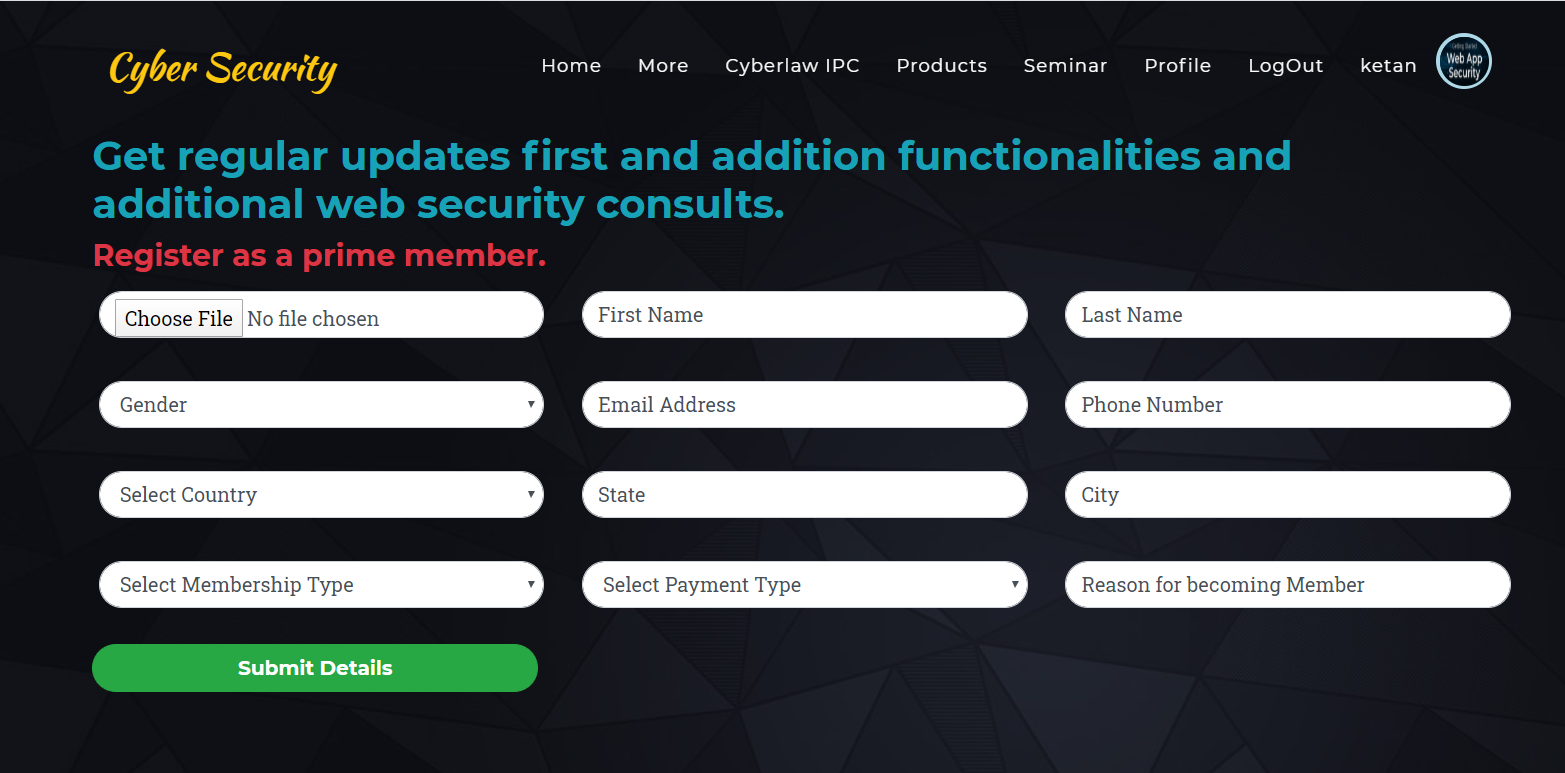 Cyber Security
Home More Cyberlaw IPC Products Seminar Profile LogOut ketan
Getting Started
Web App
Security
Get regular updates first and addition functionalities and
additional web security consults.
Register as a prime member.
Choose File No file chosen First Name Last Name
Gender Email Address Phone Number
Select Country State City
Select Membership Type Select Payment Type Reason for becoming Member
Submit Details